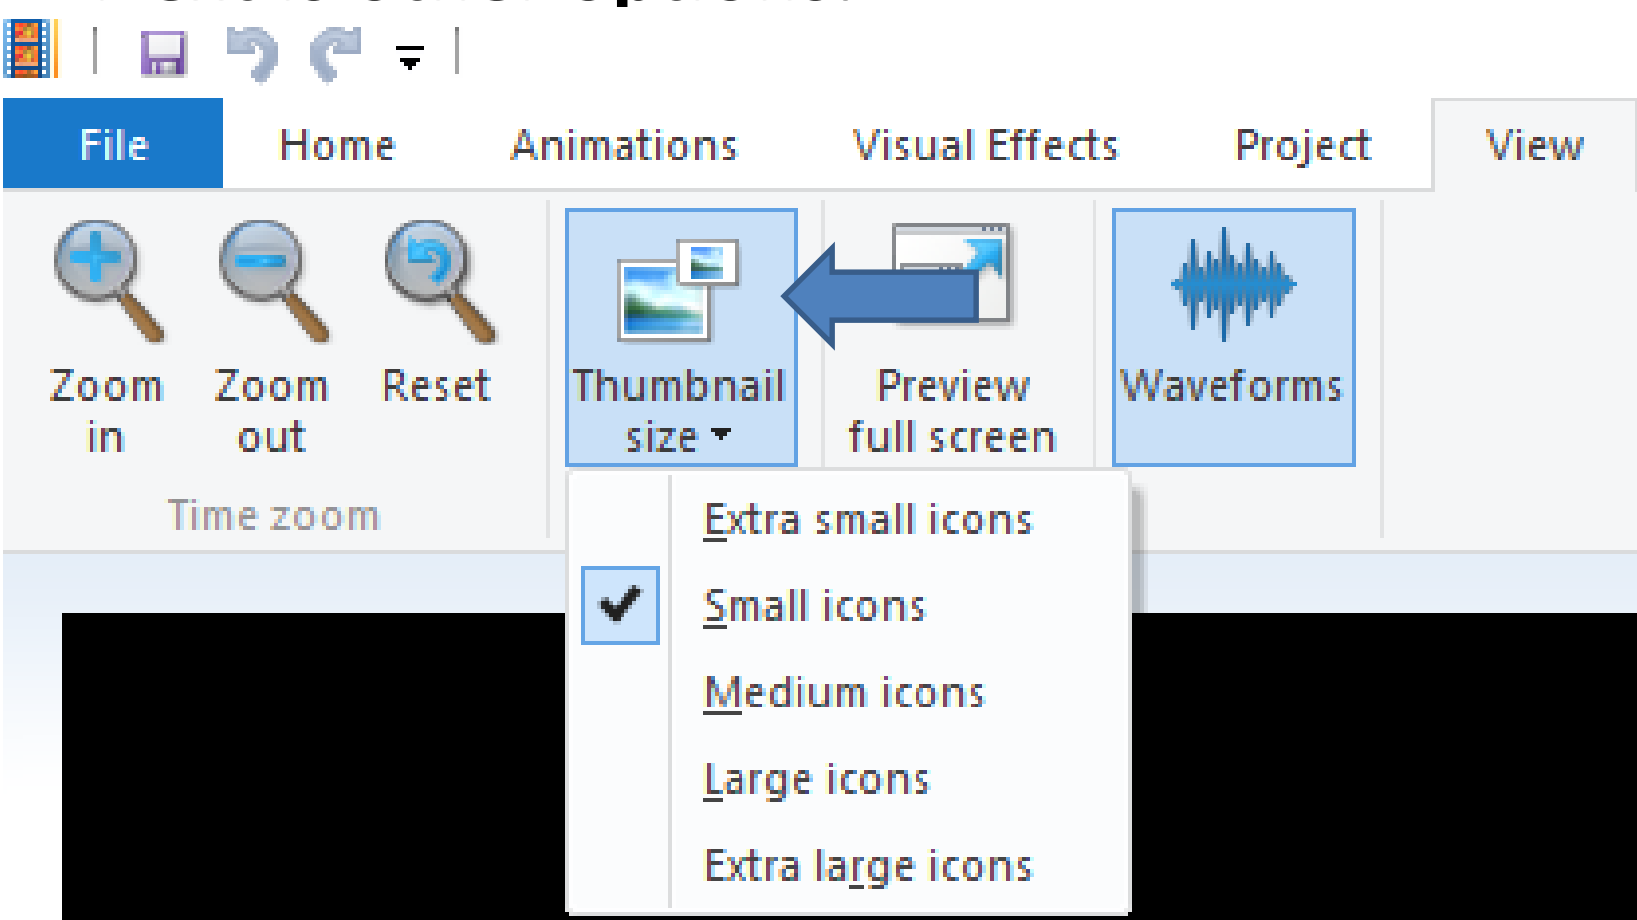 File Home Animations Visual Effects Project View
Zoom in
Zoom out
Reset
Thumbnail size
Preview full screen
Waveforms
Time zoom
Extra small icons
Small icons
Medium icons
Large icons
Extra large icons